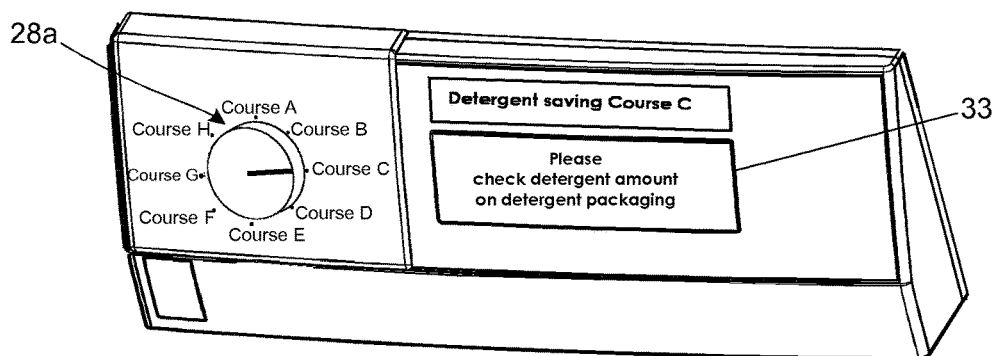 28a
Course A
Course H
Course B
Course G
Course C
Course F
Course D
Course E
Detergent saving Course C
Please
check detergent amount
on detergent packaging
33